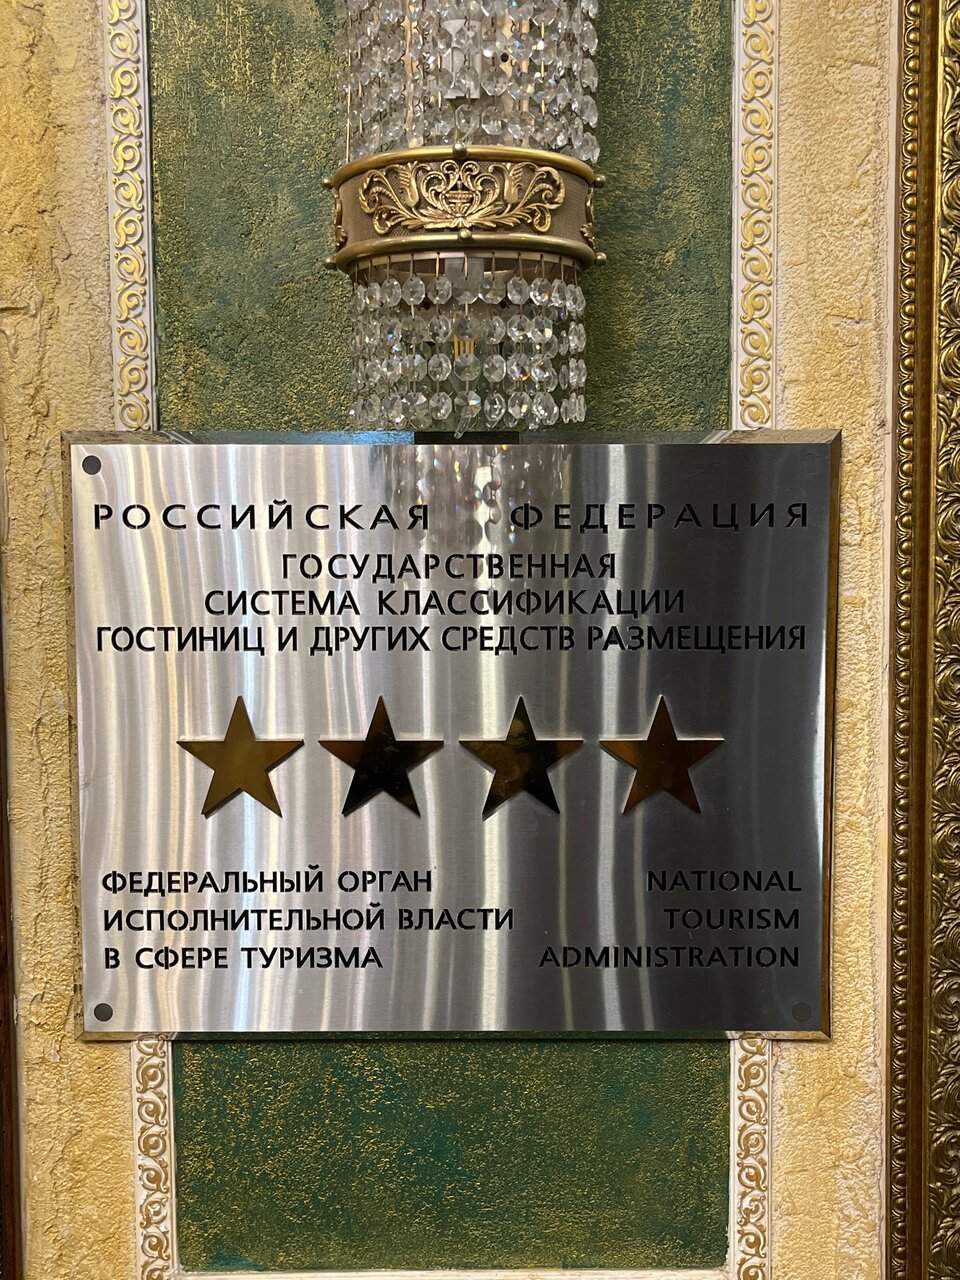 РОССИЙСКАЯ ФЕДЕРАЦИЯ
ГОСУДАРСТВЕННАЯ
СИСТЕМА КЛАССИФИКАЦИИ
ГОСТИНИЦ И ДРУГИХ СРЕДСТВ РАЗМЕЩЕНИЯ
ФЕДЕРАЛЬНЫЙ ОРГАН
ИСПОЛНИТЕЛЬНОЙ ВЛАСТИ
В СФЕРЕ ТУРИЗМА
NATIONAL
TOURISM
ADMINISTRATION